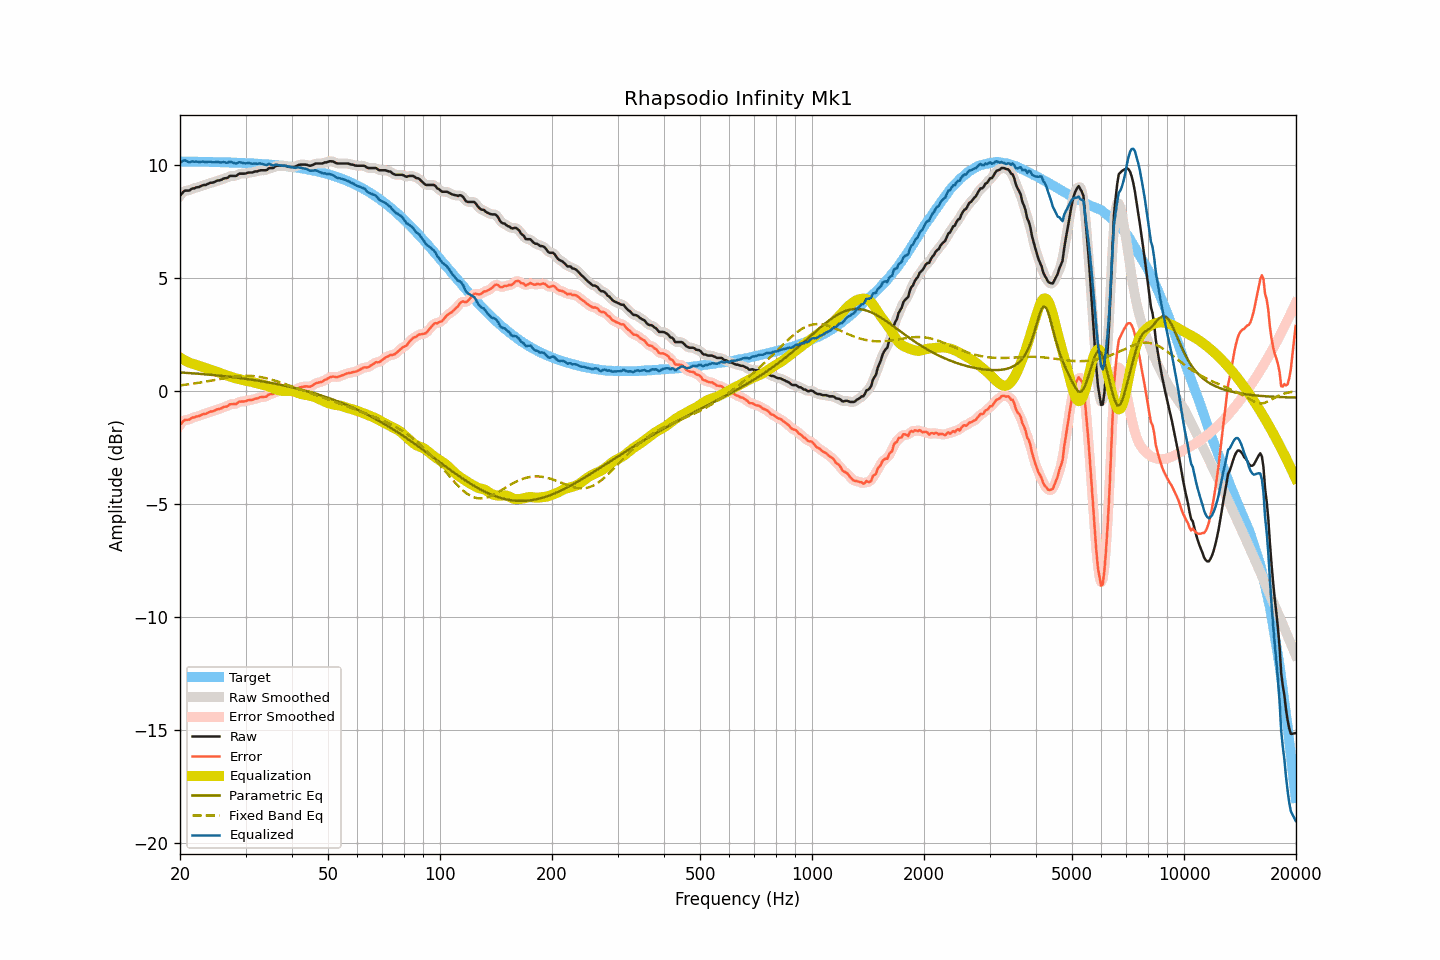 Rhapsodio Infinity Mk1
10
5
0
−5
−10
−15
−20
Amplitude (dBr)
Target
Raw Smoothed
Error Smoothed
Raw
Error
Equalization
Parametric Eq
Fixed Band Eq
Equalized
20 50 100 200 500 1000 2000 5000 10000 20000
Frequency (Hz)